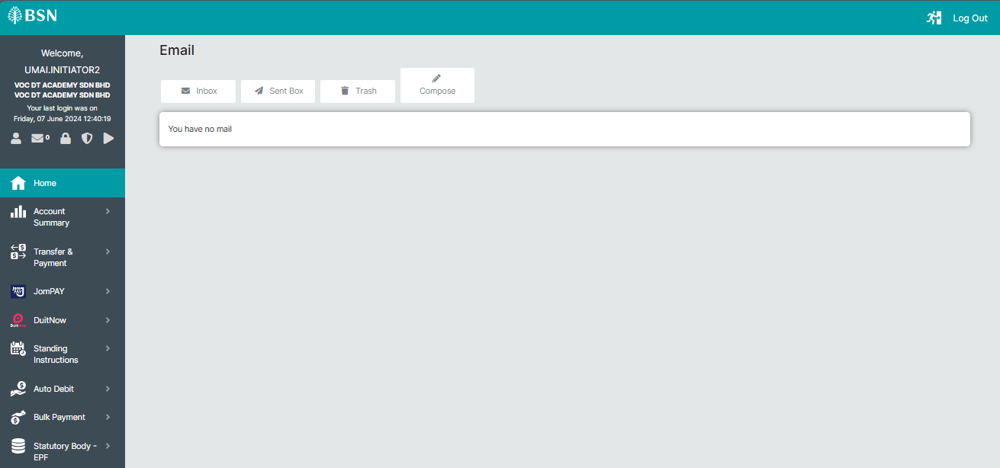 BSN
Log Out
Welcome,
UMAI.INITIATOR2
VOC DT ACADEMY SDN BHD
VOC DT ACADEMY SDN BHD
Your last login was on
Friday, 07 June 2024 12:40:19
0
Home
Account
Summary
Transfer &
Payment
JomPAY
DuitNow
Standing
Instructions
Auto Debit
Bulk Payment
Statutory Body -
EPF
Email
Inbox
Sent Box
Trash
Compose
You have no mail